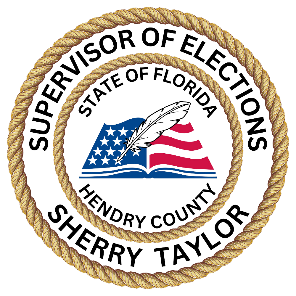 SUPERVISOR OF ELECTIONS
STATE OF FLORIDA
HENDRY COUNTY
SHERRY TAYLOR